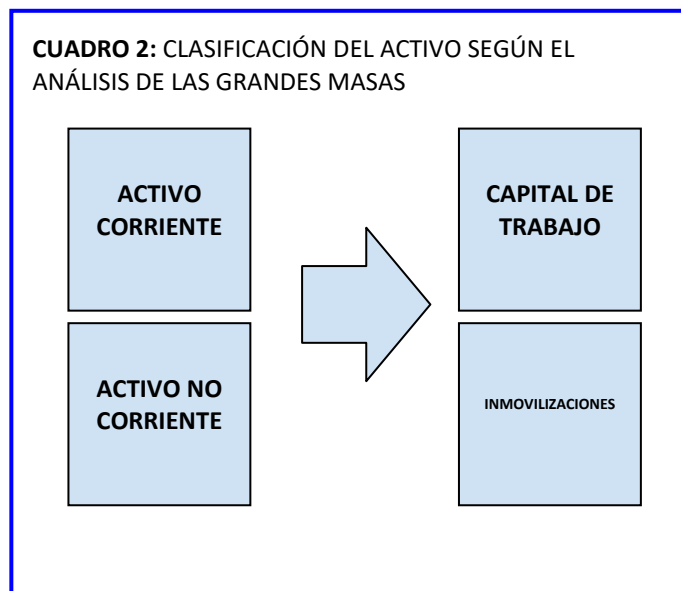 CUADRO 2: CLASIFICACIÓN DEL ACTIVO SEGÚN EL
ANÁLISIS DE LAS GRANDES MASAS
ACTIVO
CORRIENTE
CAPITAL DE
TRABAJO
ACTIVO NO
CORRIENTE
INMOVILIZACIONES